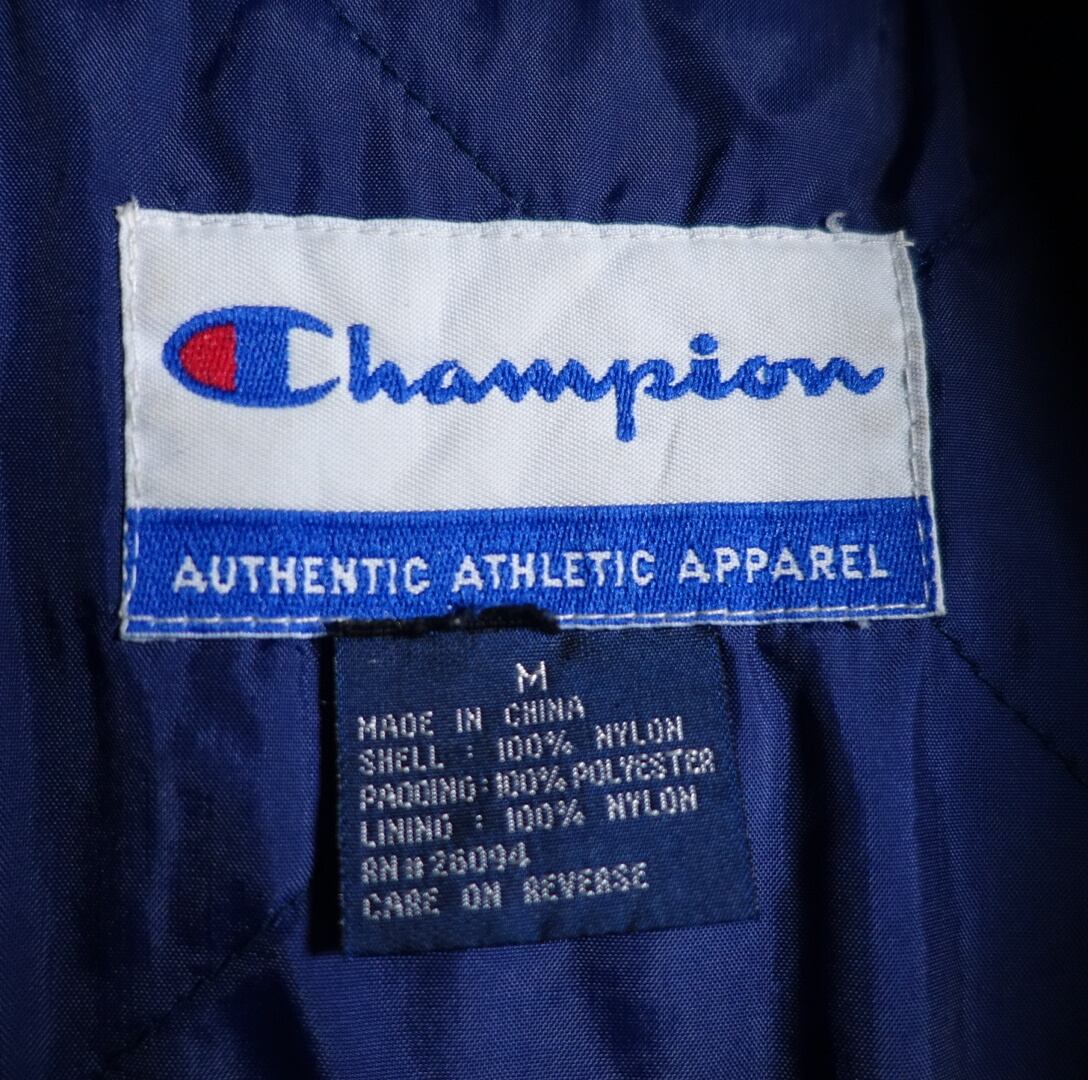 Champion
AUTHENTIC ATHLETIC APPAREL
M
MADE IN CHINA
SHELL : 100% NYLON
PADDING : 100% POLYESTER
LINING : 100% NYLON
RN# 26094
CARE ON REVERSE